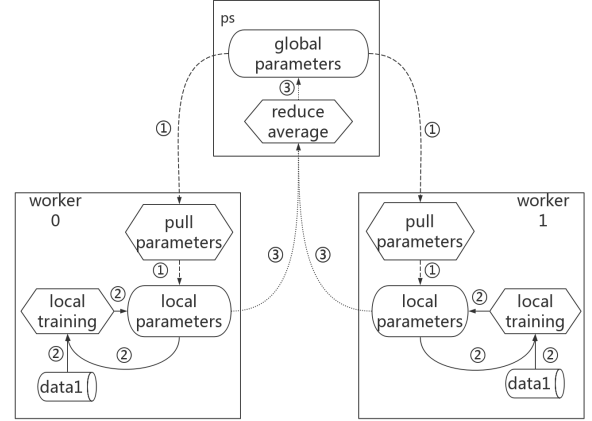 ps
global
parameters
③
reduce
average
①
①
worker
0
pull
parameters
①
local
training
②
local
parameters
②
②
data1
③
③
worker
1
pull
parameters
①
local
parameters
②
local
training
②
②
data1